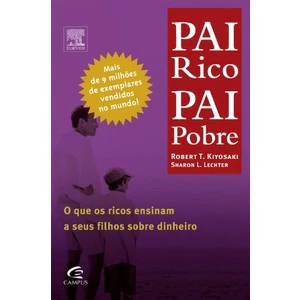 ELSEVIER
Mais
de 9 milhões
de exemplares
vendidos
no mundo!
PAI
Rico
PAI
Pobre
ROBERT T. KIYOSAKI
SHARON L. LECHTER
O que os ricos ensinam
a seus filhos sobre dinheiro
CAMPUS